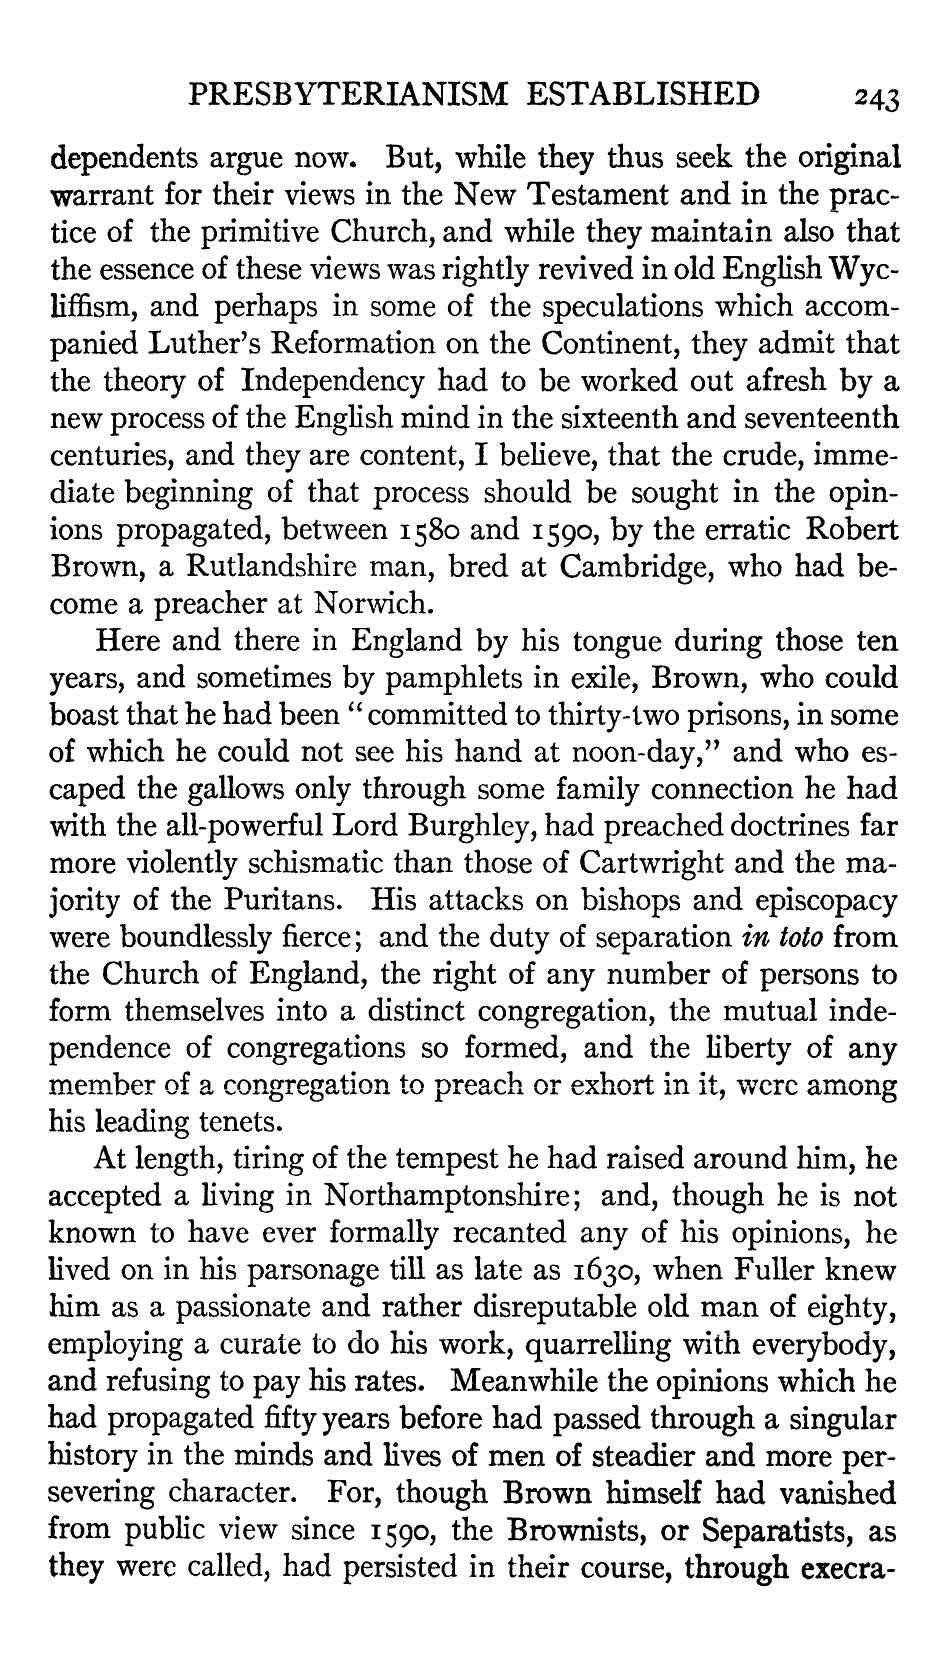 PRESBYTERIANISM ESTABLISHED 243
dependents argue now. But, while they thus seek the original
warrant for their views in the New Testament and in the prac-
tice of the primitive Church, and while they maintain also that
the essence of these views was rightly revived in old English Wyc-
liffism, and perhaps in some of the speculations which accom-
panied Luther's Reformation on the Continent, they admit that
the theory of Independency had to be worked out afresh by a
new process of the English mind in the sixteenth and seventeenth
centuries, and they are content, I believe, that the crude, imme-
diate beginning of that process should be sought in the opin-
ions propagated, between 1580 and 1590, by the erratic Robert
Brown, a Rutlandshire man, bred at Cambridge, who had be-
come a preacher at Norwich.
Here and there in England by his tongue during those ten
years, and sometimes by pamphlets in exile, Brown, who could
boast that he had been "committed to thirty-two prisons, in some
of which he could not see his hand at noon-day," and who es-
caped the gallows only through some family connection he had
with the all-powerful Lord Burghley, had preached doctrines far
more violently schismatic than those of Cartwright and the ma-
jority of the Puritans. His attacks on bishops and episcopacy
were boundlessly fierce; and the duty of separation in toto from
the Church of England, the right of any number of persons to
form themselves into a distinct congregation, the mutual inde-
pendence of congregations so formed, and the liberty of any
member of a congregation to preach or exhort in it, were among
his leading tenets.
At length, tiring of the tempest he had raised around him, he
accepted a living in Northamptonshire; and, though he is not
known to have ever formally recanted any of his opinions, he
lived on in his parsonage till as late as 1630, when Fuller knew
him as a passionate and rather disreputable old man of eighty,
employing a curate to do his work, quarrelling with everybody,
and refusing to pay his rates. Meanwhile the opinions which he
had propagated fifty years before had passed through a singular
history in the minds and lives of men of steadier and more per-
severing character. For, though Brown himself had vanished
from public view since 1590, the Brownists, or Separatists, as
they were called, had persisted in their course, through execra-